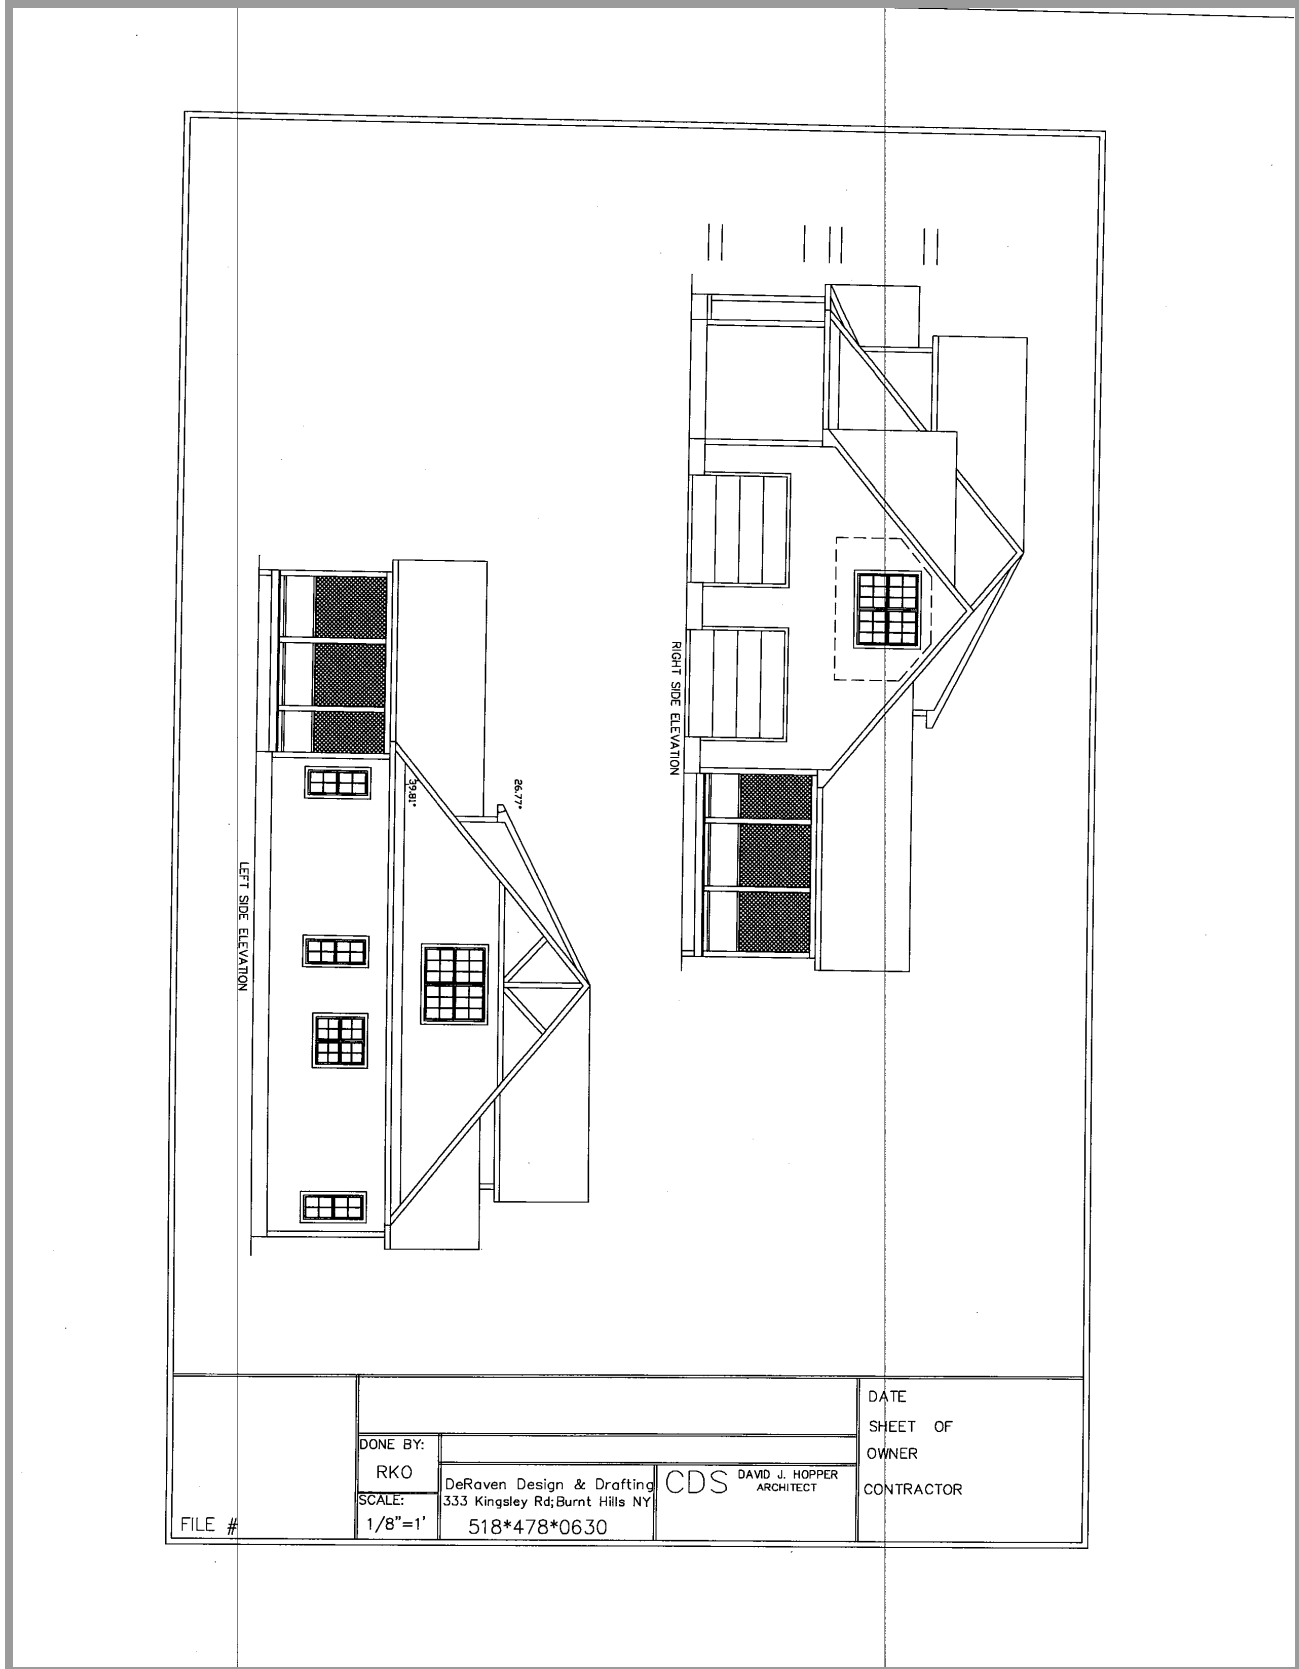 RIGHT SIDE ELEVATION
26.77°
39.81°
LEFT SIDE ELEVATION
DATE
SHEET OF
OWNER
CONTRACTOR
DONE BY:
RKO
SCALE:
1/8"=1'
DeRaven Design & Drafting
333 Kingsley Rd;Burnt Hills NY
518*478*0630
CDS
DAVID J. HOPPER
ARCHITECT
FILE #